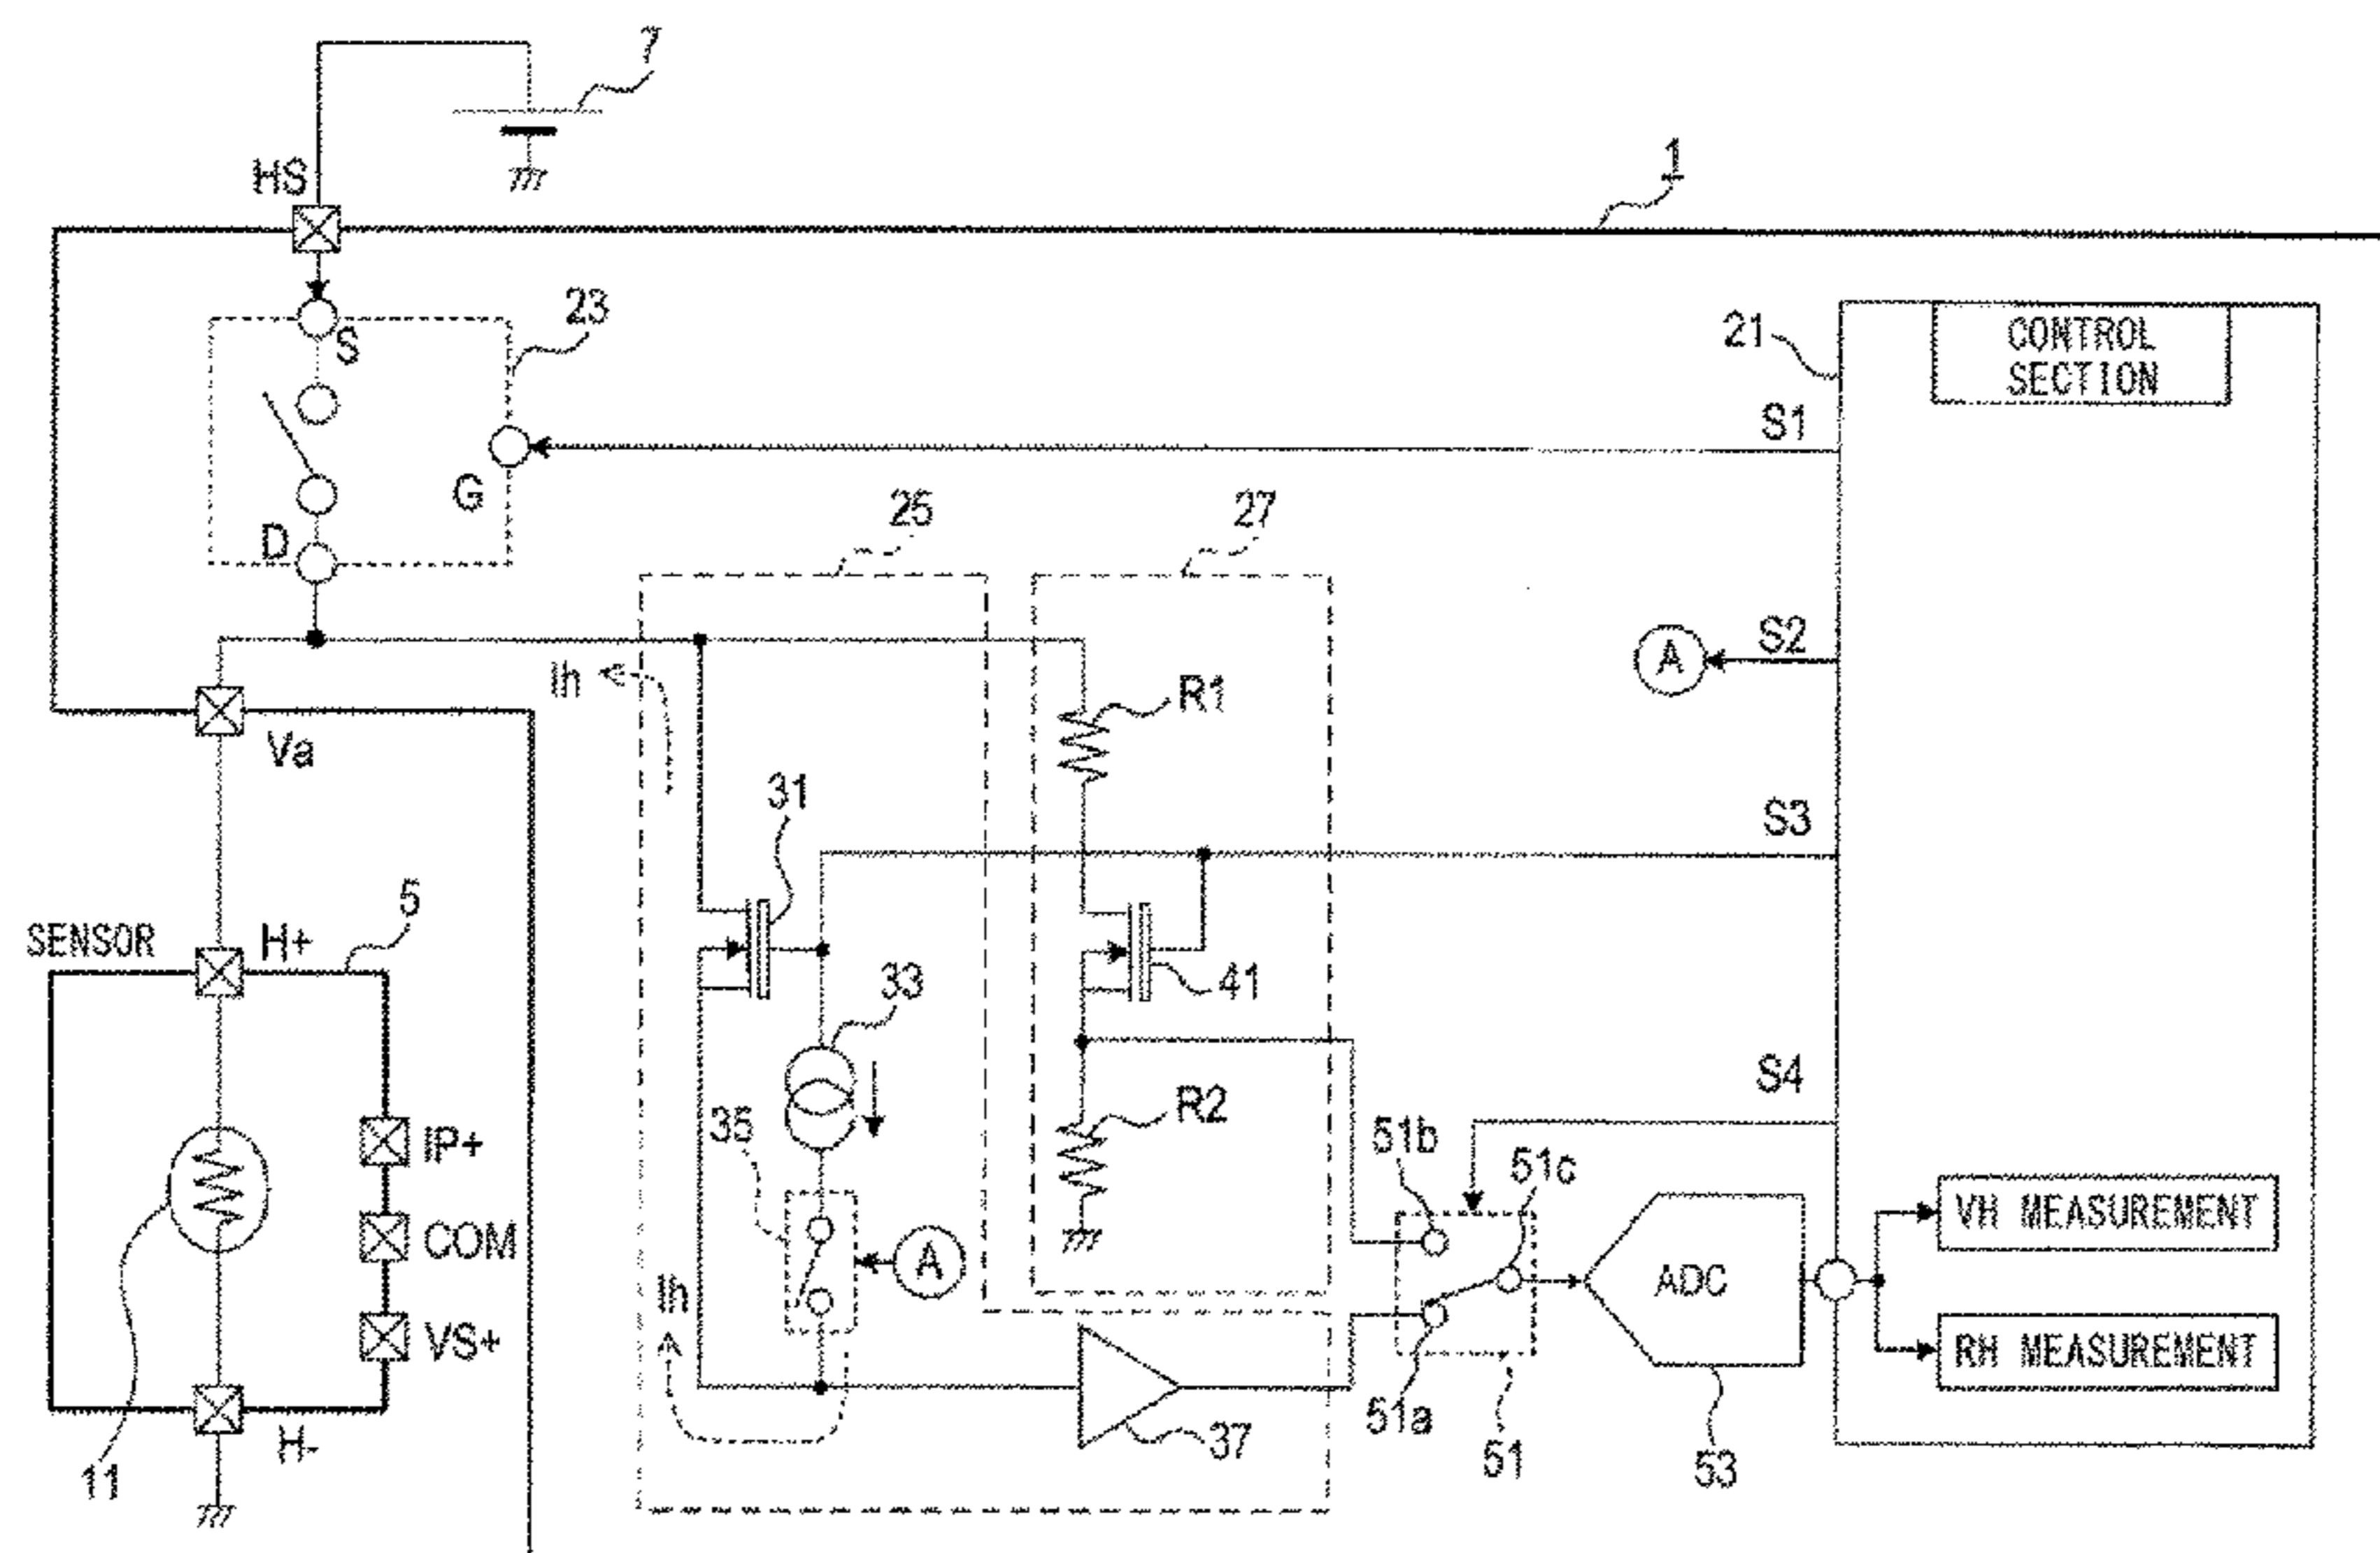 7
1
HS
23
S
21
CONTROL
SECTION
S1
G
D
25
27
S2
A
Ih
R1
Va
31
S3
SENSOR
H+
5
33
41
S4
35
R2
51b
51c
IP+
VH MEASUREMENT
COM
A
ADC
Ih
VS+
RH MEASUREMENT
51a
H-
37
11
51
53